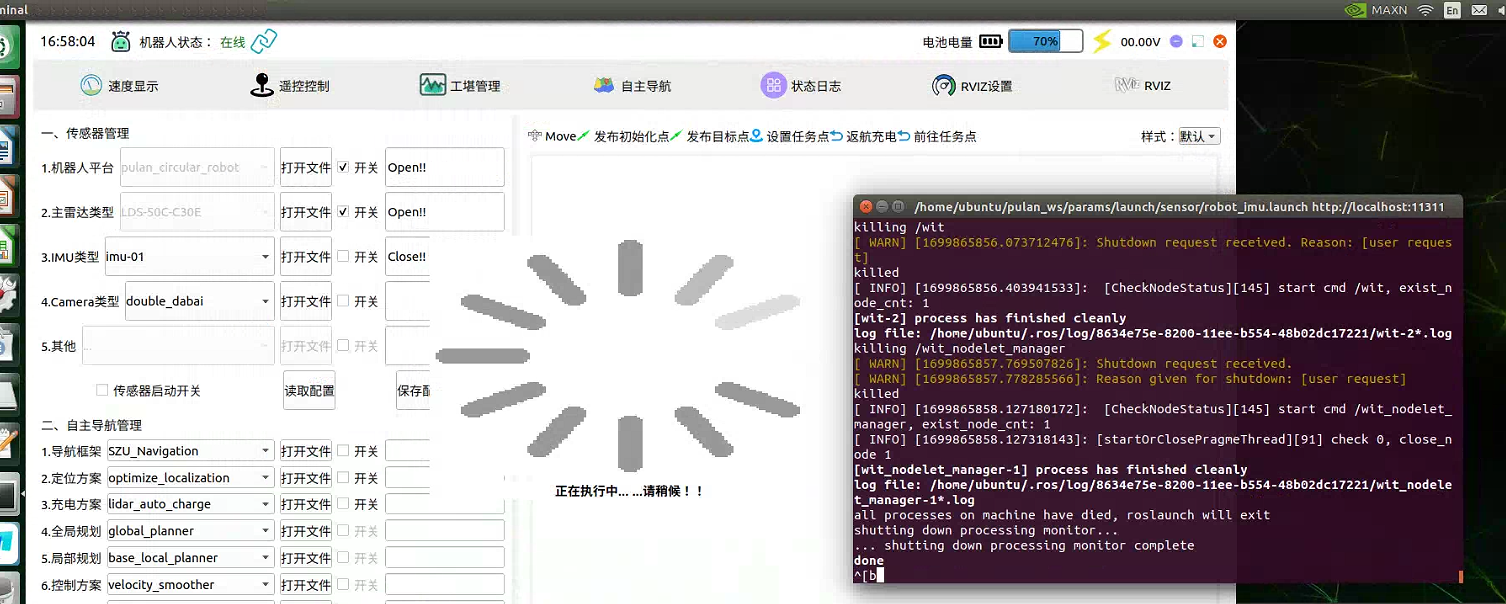 minal
MAXN
En
16:58:04
机器人状态： 在线
电池电量
70%
00.00V
速度显示
遥控控制
工堪管理
自主导航
状态日志
RVIZ设置
RViz RVIZ
一、传感器管理
1.机器人平台 pulan_circular_robot 打开文件 开关 Open!!
2.主雷达类型 LDS-50C-C30E 打开文件 开关 Open!!
3.IMU类型 imu-01 打开文件 开关 Close!!
4.Camera类型 double_dabai 打开文件 开关
5.其他 ... 打开文件 开关
传感器启动开关 读取配置 保存配
二、自主导航管理
1.导航框架 SZU_Navigation 打开文件 开关
2.定位方案 optimize_localization 打开文件 开关
3.充电方案 lidar_auto_charge 打开文件 开关
4.全局规划 global_planner 打开文件 开关
5.局部规划 base_local_planner 打开文件 开关
6.控制方案 velocity_smoother 打开文件 开关
Move 发布初始化点 发布目标点 设置任务点 返航充电 前往任务点
样式： 默认
正在执行中... ...请稍候！！
/home/ubuntu/pulan_ws/params/launch/sensor/robot_imu.launch http://localhost:11311
killing /wit
[ WARN] [1699865856.073712476]: Shutdown request received. Reason: [user reques
t]
killed
[ INFO] [1699865856.403941533]:  [CheckNodeStatus][145] start cmd /wit, exist_n
ode_cnt: 1
[wit-2] process has finished cleanly
log file: /home/ubuntu/.ros/log/8634e75e-8200-11ee-b554-48b02dc17221/wit-2*.log
killing /wit_nodelet_manager
[ WARN] [1699865857.769507826]: Shutdown request received.
[ WARN] [1699865857.778285566]: Reason given for shutdown: [user request]
killed
[ INFO] [1699865858.127180172]:  [CheckNodeStatus][145] start cmd /wit_nodelet_
manager, exist_node_cnt: 1
[ INFO] [1699865858.127318143]: [startOrClosePragmeThread][91] check 0, close_n
ode 1
[wit_nodelet_manager-1] process has finished cleanly
log file: /home/ubuntu/.ros/log/8634e75e-8200-11ee-b554-48b02dc17221/wit_nodele
t_manager-1*.log
all processes on machine have died, roslaunch will exit
shutting down processing monitor...
... shutting down processing monitor complete
done
^[b